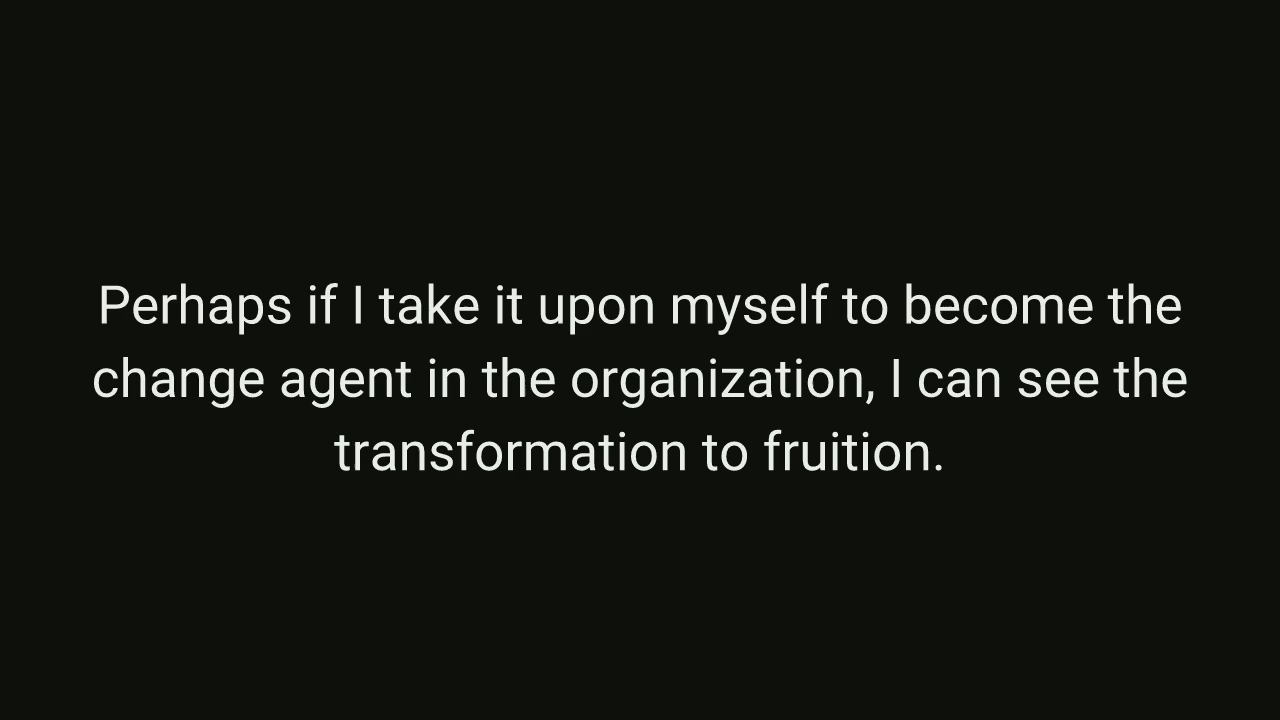 Perhaps if I take it upon myself to become the
change agent in the organization, I can see the
transformation to fruition.